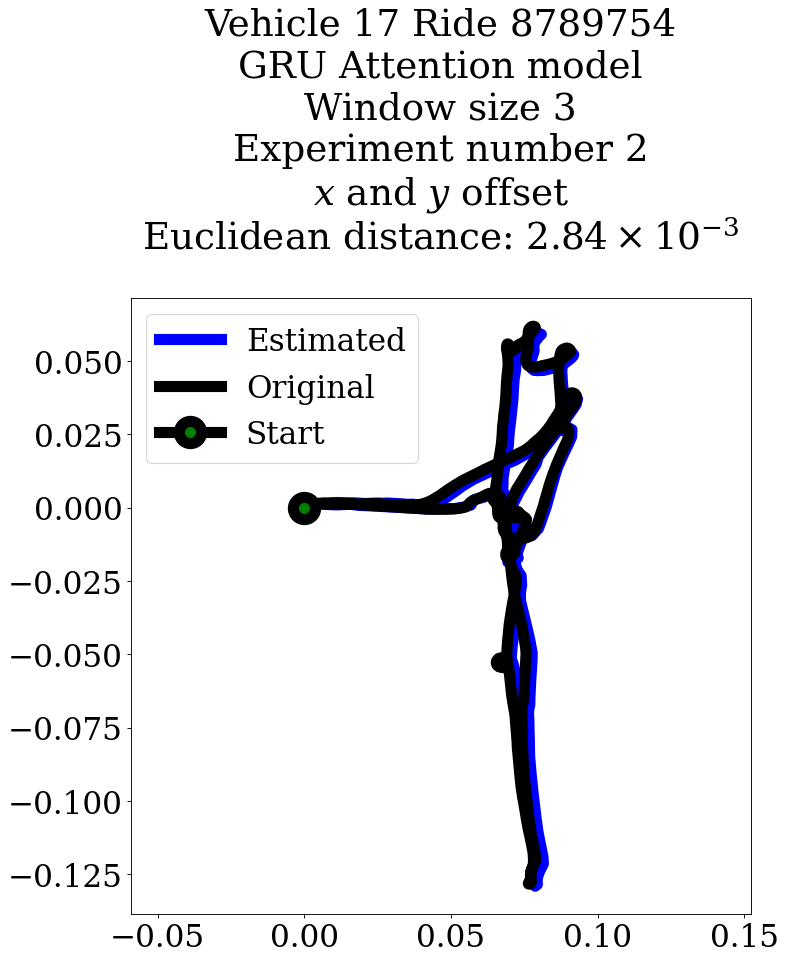 Vehicle 17 Ride 8789754
GRU Attention model
Window size 3
Experiment number 2
x and y offset
Euclidean distance: 2.84 × 10⁻³
Estimated
Original
Start
0.050
0.025
0.000
−0.025
−0.050
−0.075
−0.100
−0.125
−0.05 0.00 0.05 0.10 0.15